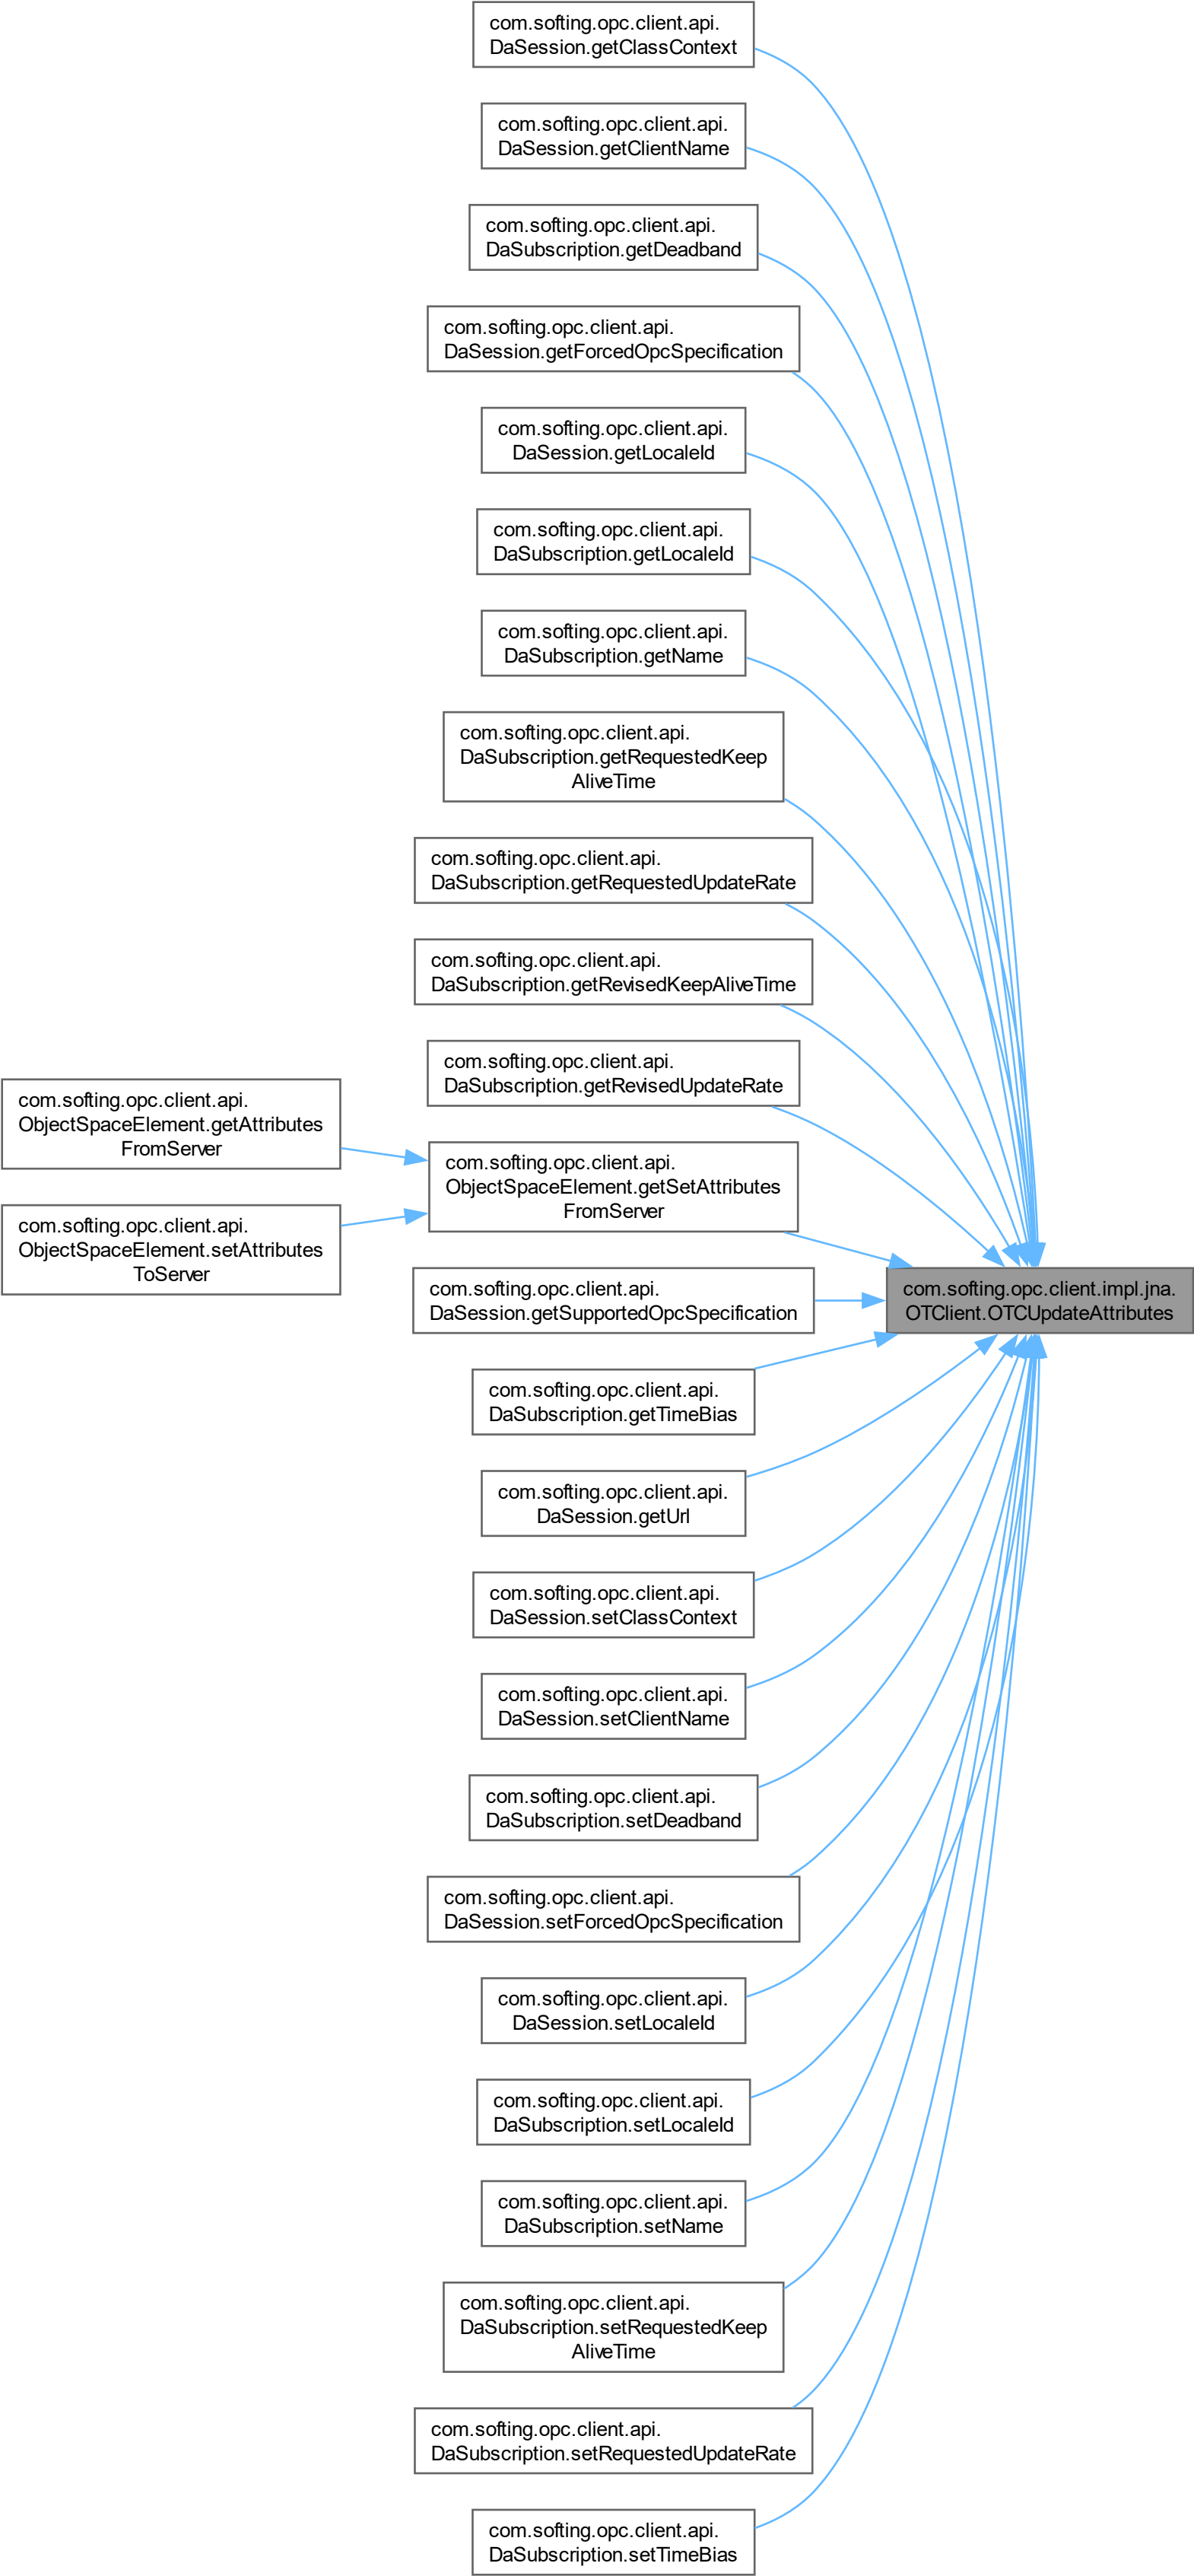 com.softing.opc.client.api.
DaSession.getClassContext
com.softing.opc.client.api.
DaSession.getClientName
com.softing.opc.client.api.
DaSubscription.getDeadband
com.softing.opc.client.api.
DaSession.getForcedOpcSpecification
com.softing.opc.client.api.
DaSession.getLocaleId
com.softing.opc.client.api.
DaSubscription.getLocaleId
com.softing.opc.client.api.
DaSubscription.getName
com.softing.opc.client.api.
DaSubscription.getRequestedKeep
AliveTime
com.softing.opc.client.api.
DaSubscription.getRequestedUpdateRate
com.softing.opc.client.api.
DaSubscription.getRevisedKeepAliveTime
com.softing.opc.client.api.
DaSubscription.getRevisedUpdateRate
com.softing.opc.client.api.
ObjectSpaceElement.getAttributes
FromServer
com.softing.opc.client.api.
ObjectSpaceElement.setAttributes
ToServer
com.softing.opc.client.api.
ObjectSpaceElement.getSetAttributes
FromServer
com.softing.opc.client.api.
DaSession.getSupportedOpcSpecification
com.softing.opc.client.impl.jna.
OTClient.OTCUpdateAttributes
com.softing.opc.client.api.
DaSubscription.getTimeBias
com.softing.opc.client.api.
DaSession.getUrl
com.softing.opc.client.api.
DaSession.setClassContext
com.softing.opc.client.api.
DaSession.setClientName
com.softing.opc.client.api.
DaSubscription.setDeadband
com.softing.opc.client.api.
DaSession.setForcedOpcSpecification
com.softing.opc.client.api.
DaSession.setLocaleId
com.softing.opc.client.api.
DaSubscription.setLocaleId
com.softing.opc.client.api.
DaSubscription.setName
com.softing.opc.client.api.
DaSubscription.setRequestedKeep
AliveTime
com.softing.opc.client.api.
DaSubscription.setRequestedUpdateRate
com.softing.opc.client.api.
DaSubscription.setTimeBias